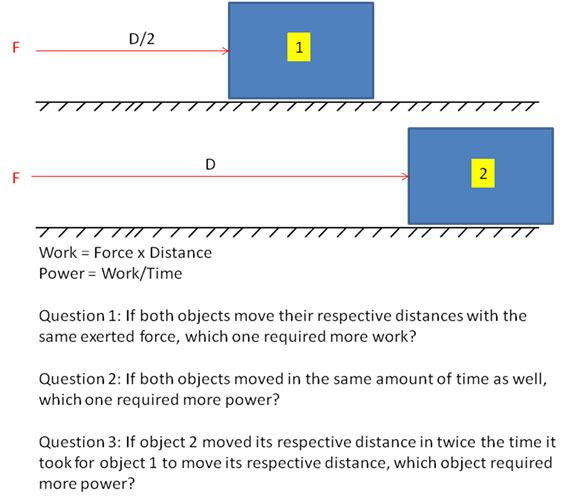 D/2
F
1
D
F
2
Work = Force x Distance
Power = Work/Time
Question 1: If both objects move their respective distances with the
same exerted force, which one required more work?
Question 2: If both objects moved in the same amount of time as well,
which one required more power?
Question 3: If object 2 moved its respective distance in twice the time it
took for object 1 to move its respective distance, which object required
more power?